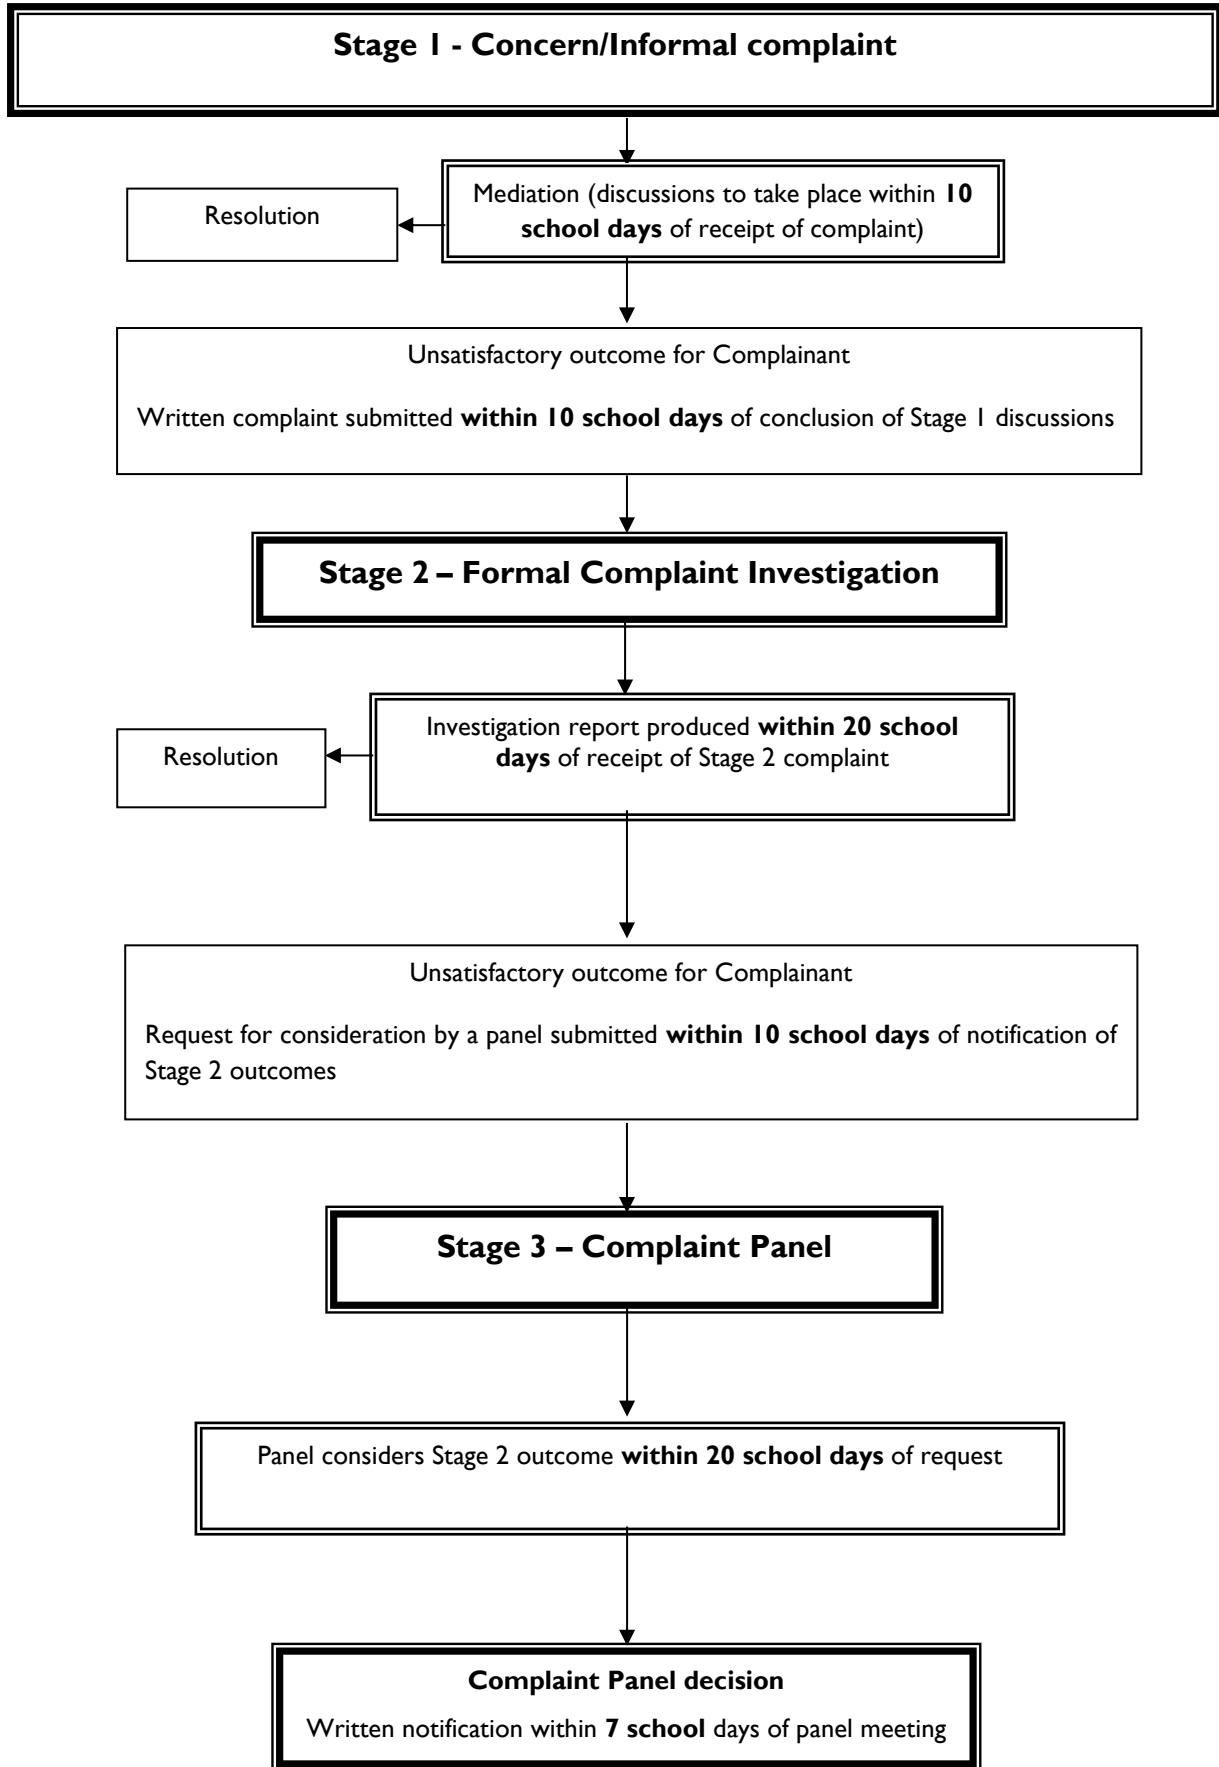 Stage 1 - Concern/Informal complaint
Mediation (discussions to take place within 10
school days of receipt of complaint)
Resolution
Unsatisfactory outcome for Complainant
Written complaint submitted within 10 school days of conclusion of Stage 1 discussions
Stage 2 – Formal Complaint Investigation
Investigation report produced within 20 school
days of receipt of Stage 2 complaint
Resolution
Unsatisfactory outcome for Complainant
Request for consideration by a panel submitted within 10 school days of notification of
Stage 2 outcomes
Stage 3 – Complaint Panel
Panel considers Stage 2 outcome within 20 school days of request
Complaint Panel decision
Written notification within 7 school days of panel meeting